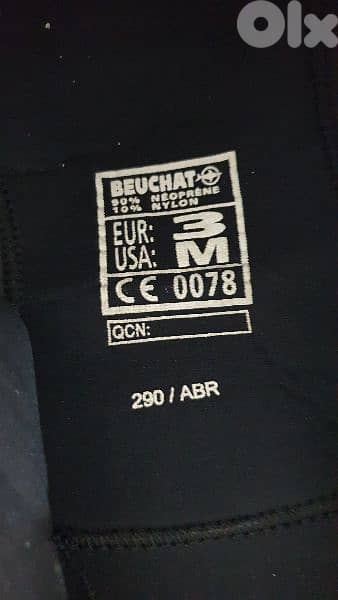 OLX
BEUCHAT
90% NEOPRENE
10% NYLON
EUR: 3
USA: M
CE 0078
QCN:
290 / ABR